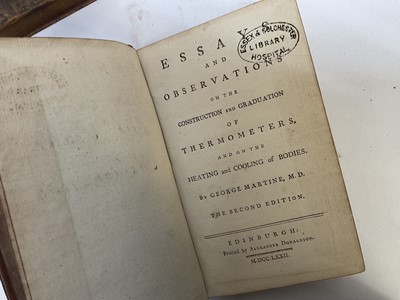 ESSAYS
AND
OBSERVATIONS
ON THE
CONSTRUCTION AND GRADUATION
OF
THERMOMETERS,
AND ON THE
HEATING and COOLING of BODIES.
By GEORGE MARTINE, M.D.
THE SECOND EDITION.
EDINBURGH:
Printed by ALEXANDER DONALDSON.
M.DCC.LXXII.
ESSEX & COLCHESTER
LIBRARY
HOSPITAL